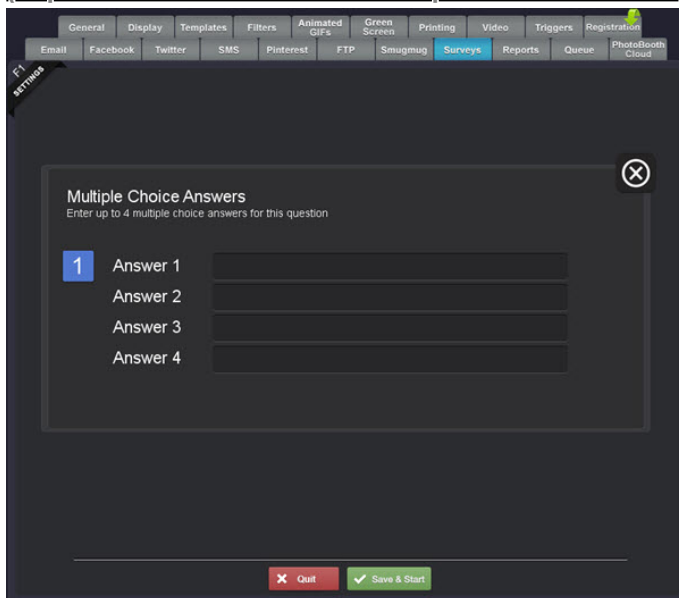 General Display Templates Filters Animated GIFs Green Screen Printing Video Triggers Registration
Email Facebook Twitter SMS Pinterest FTP Smugmug Surveys Reports Queue PhotoBooth Cloud
F1
SETTINGS
Multiple Choice Answers
Enter up to 4 multiple choice answers for this question
1 Answer 1
Answer 2
Answer 3
Answer 4
Quit Save & Start